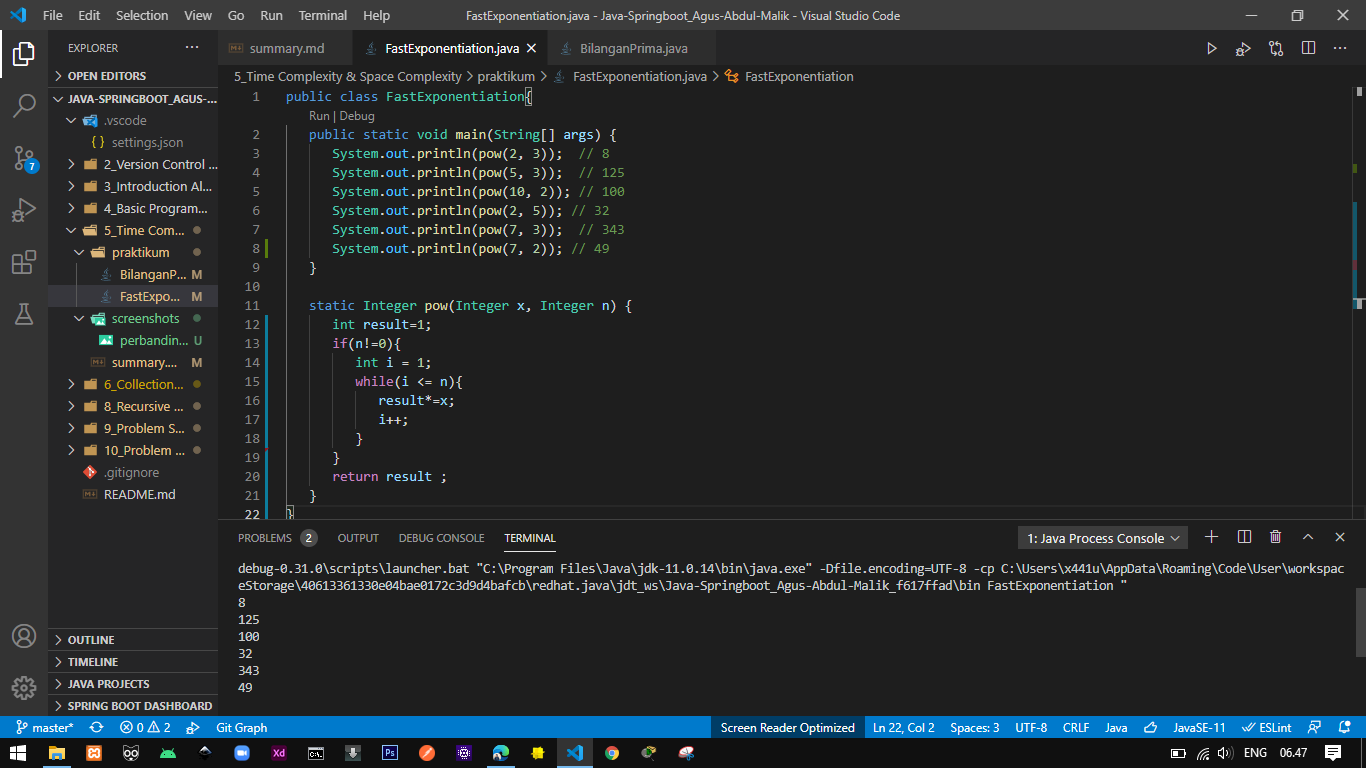 File Edit Selection View Go Run Terminal Help FastExponentiation.java - Java-Springboot_Agus-Abdul-Malik - Visual Studio Code
EXPLORER
OPEN EDITORS
JAVA-SPRINGBOOT_AGUS-...
.vscode
{ } settings.json
2_Version Control ...
3_Introduction Al...
4_Basic Program...
5_Time Com...
praktikum
BilanganP... M
FastExpo... M
screenshots
perbandin... U
summary.... M
6_Collection...
8_Recursive ...
9_Problem S...
10_Problem ...
.gitignore
README.md
OUTLINE
TIMELINE
JAVA PROJECTS
SPRING BOOT DASHBOARD
7
summary.md FastExponentiation.java BilanganPrima.java
5_Time Complexity & Space Complexity > praktikum > FastExponentiation.java > FastExponentiation
1 public class FastExponentiation{
Run | Debug
2 public static void main(String[] args) {
3 System.out.println(pow(2, 3)); // 8
4 System.out.println(pow(5, 3)); // 125
5 System.out.println(pow(10, 2)); // 100
6 System.out.println(pow(2, 5)); // 32
7 System.out.println(pow(7, 3)); // 343
8 System.out.println(pow(7, 2)); // 49
9 }
10
11 static Integer pow(Integer x, Integer n) {
12 int result=1;
13 if(n!=0){
14 int i = 1;
15 while(i <= n){
16 result*=x;
17 i++;
18 }
19 }
20 return result ;
21 }
22 }
PROBLEMS 2 OUTPUT DEBUG CONSOLE TERMINAL 1: Java Process Console
debug-0.31.0\scripts\launcher.bat "C:\Program Files\Java\jdk-11.0.14\bin\java.exe" -Dfile.encoding=UTF-8 -cp C:\Users\x441u\AppData\Roaming\Code\User\workspac
eStorage\40613361330e04bae0172c3d9d4bafcb\redhat.java\jdt_ws\Java-Springboot_Agus-Abdul-Malik_f617ffad\bin FastExponentiation "
8
125
100
32
343
49
master* 0 2 Git Graph Screen Reader Optimized Ln 22, Col 2 Spaces: 3 UTF-8 CRLF Java JavaSE-11 ESLint
Xd Ps ENG 06.47